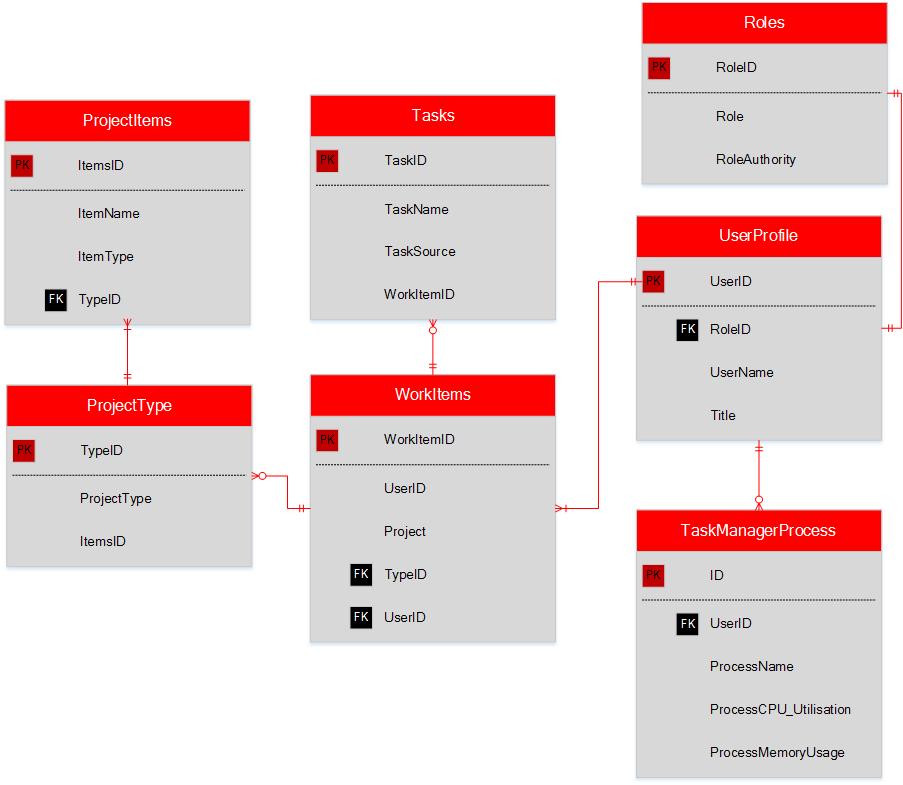 Roles
PK RoleID
Role
RoleAuthority
ProjectItems
PK ItemsID
ItemName
ItemType
FK TypeID
Tasks
PK TaskID
TaskName
TaskSource
WorkItemID
UserProfile
PK UserID
FK RoleID
UserName
Title
ProjectType
PK TypeID
ProjectType
ItemsID
WorkItems
PK WorkItemID
UserID
Project
FK TypeID
FK UserID
TaskManagerProcess
PK ID
FK UserID
ProcessName
ProcessCPU_Utilisation
ProcessMemoryUsage